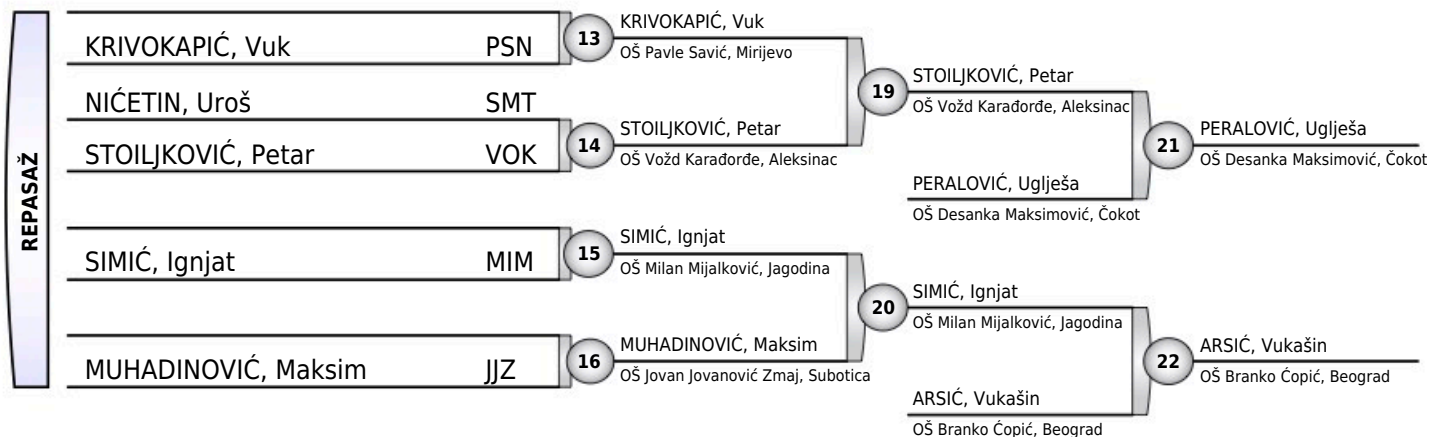 REPASAŽ
KRIVOKAPIĆ, Vuk PSN
NIĆETIN, Uroš SMT
STOILJKOVIĆ, Petar VOK
SIMIĆ, Ignjat MIM
MUHADINOVIĆ, Maksim JJZ
13
KRIVOKAPIĆ, Vuk
OŠ Pavle Savić, Mirijevo
14
STOILJKOVIĆ, Petar
OŠ Vožd Karađorđe, Aleksinac
15
SIMIĆ, Ignjat
OŠ Milan Mijalković, Jagodina
16
MUHADINOVIĆ, Maksim
OŠ Jovan Jovanović Zmaj, Subotica
19
STOILJKOVIĆ, Petar
OŠ Vožd Karađorđe, Aleksinac
PERALOVIĆ, Uglješa
OŠ Desanka Maksimović, Čokot
20
SIMIĆ, Ignjat
OŠ Milan Mijalković, Jagodina
ARSIĆ, Vukašin
OŠ Branko Ćopić, Beograd
21
PERALOVIĆ, Uglješa
OŠ Desanka Maksimović, Čokot
22
ARSIĆ, Vukašin
OŠ Branko Ćopić, Beograd